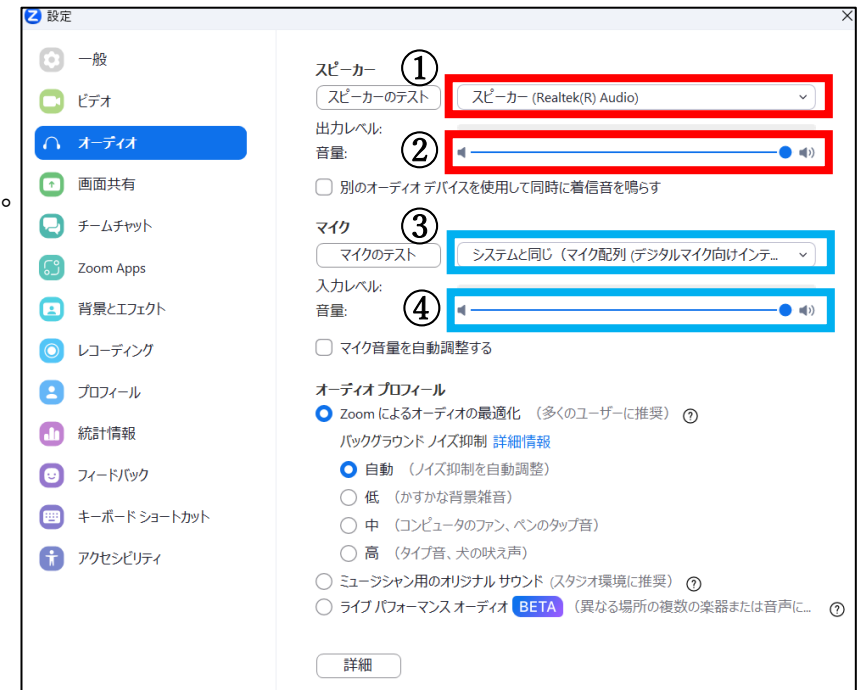 設定
一般
ビデオ
オーディオ
画面共有
。
チームチャット
Zoom Apps
背景とエフェクト
レコーディング
プロフィール
統計情報
フィードバック
キーボード ショートカット
アクセシビリティ
スピーカー ①
スピーカーのテスト スピーカー (Realtek(R) Audio)
出力レベル:
音量: ②
別のオーディオ デバイスを使用して同時に着信音を鳴らす
マイク ③
マイクのテスト システムと同じ（マイク配列 (デジタルマイク向けインテ...
入力レベル:
音量: ④
マイク音量を自動調整する
オーディオ プロフィール
Zoom によるオーディオの最適化 （多くのユーザーに推奨） ?
バックグラウンド ノイズ抑制 詳細情報
自動 （ノイズ抑制を自動調整）
低 （かすかな背景雑音）
中 （コンピュータのファン、ペンのタップ音）
高 （タイプ音、犬の吠え声）
ミュージシャン用のオリジナル サウンド (スタジオ環境に推奨） ?
ライブ パフォーマンス オーディオ BETA （異なる場所の複数の楽器または音声に... ?
詳細